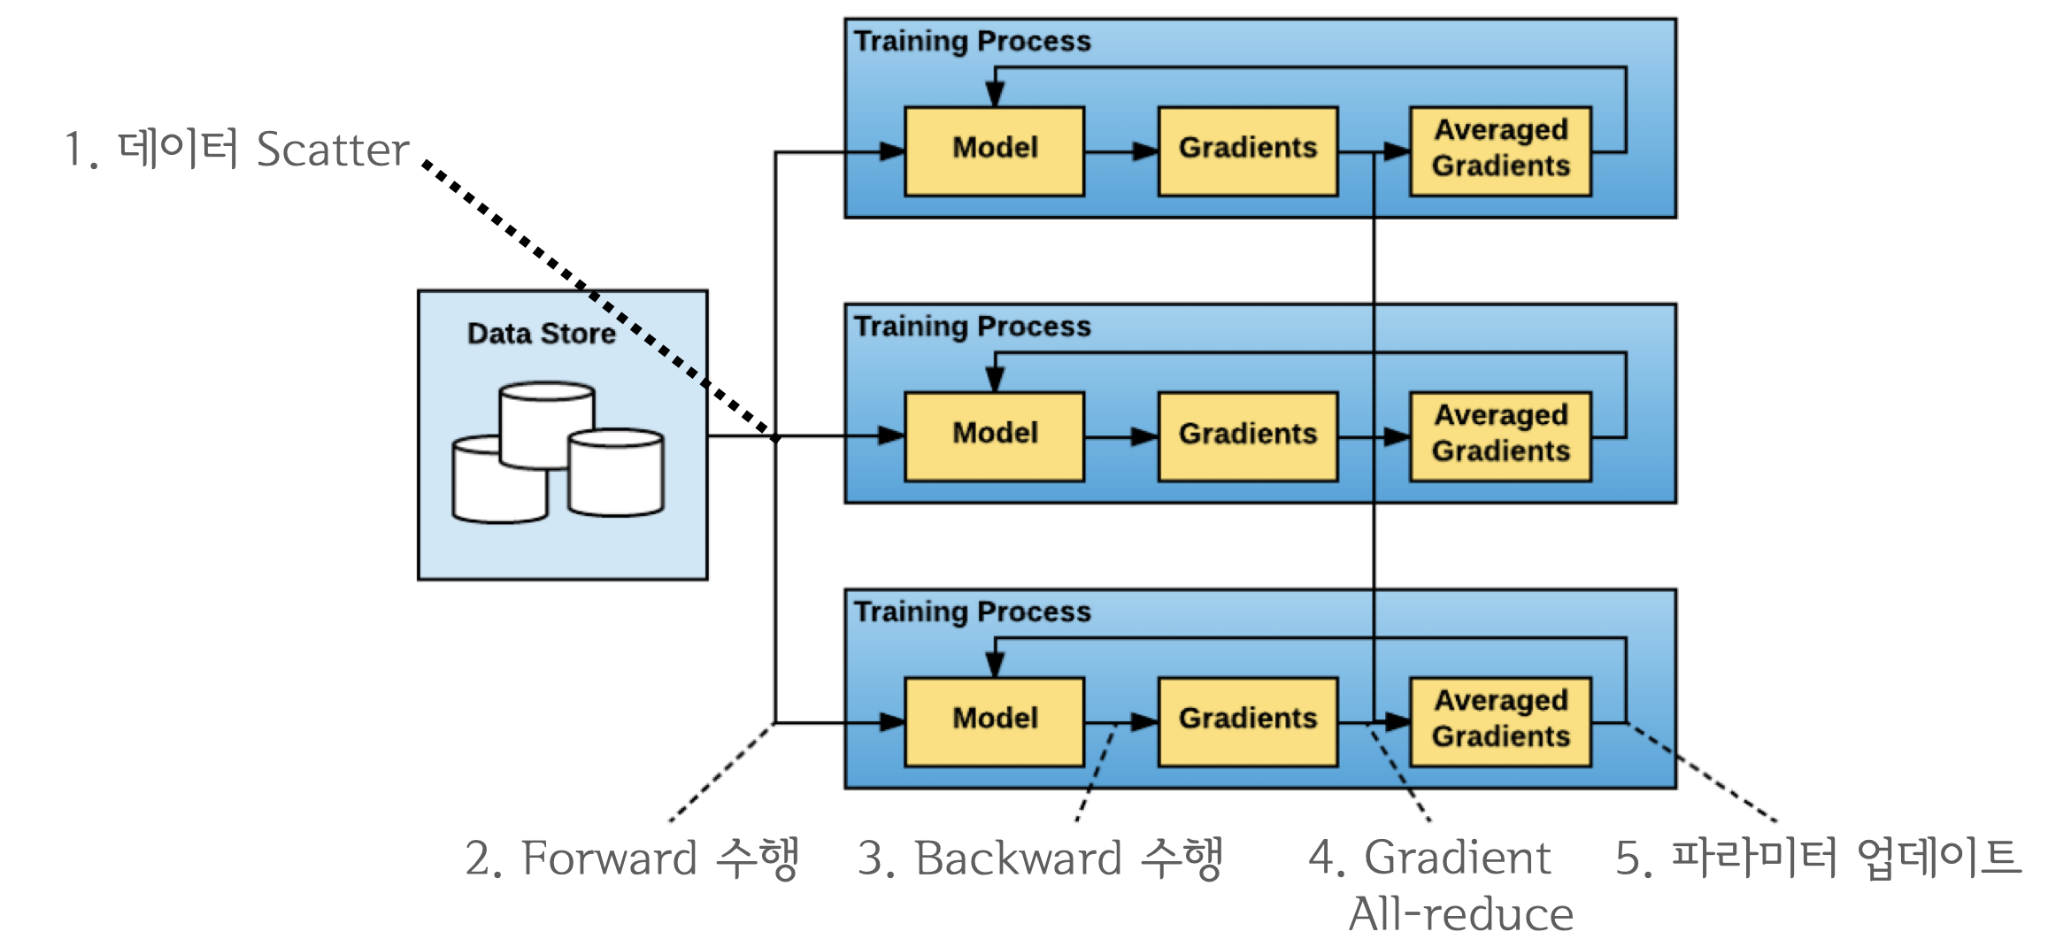 Training Process
Model
Gradients
Averaged
Gradients
1. 데이터 Scatter
Data Store
Training Process
Model
Gradients
Averaged
Gradients
Training Process
Model
Gradients
Averaged
Gradients
2. Forward 수행
3. Backward 수행
4. Gradient
All-reduce
5. 파라미터 업데이트